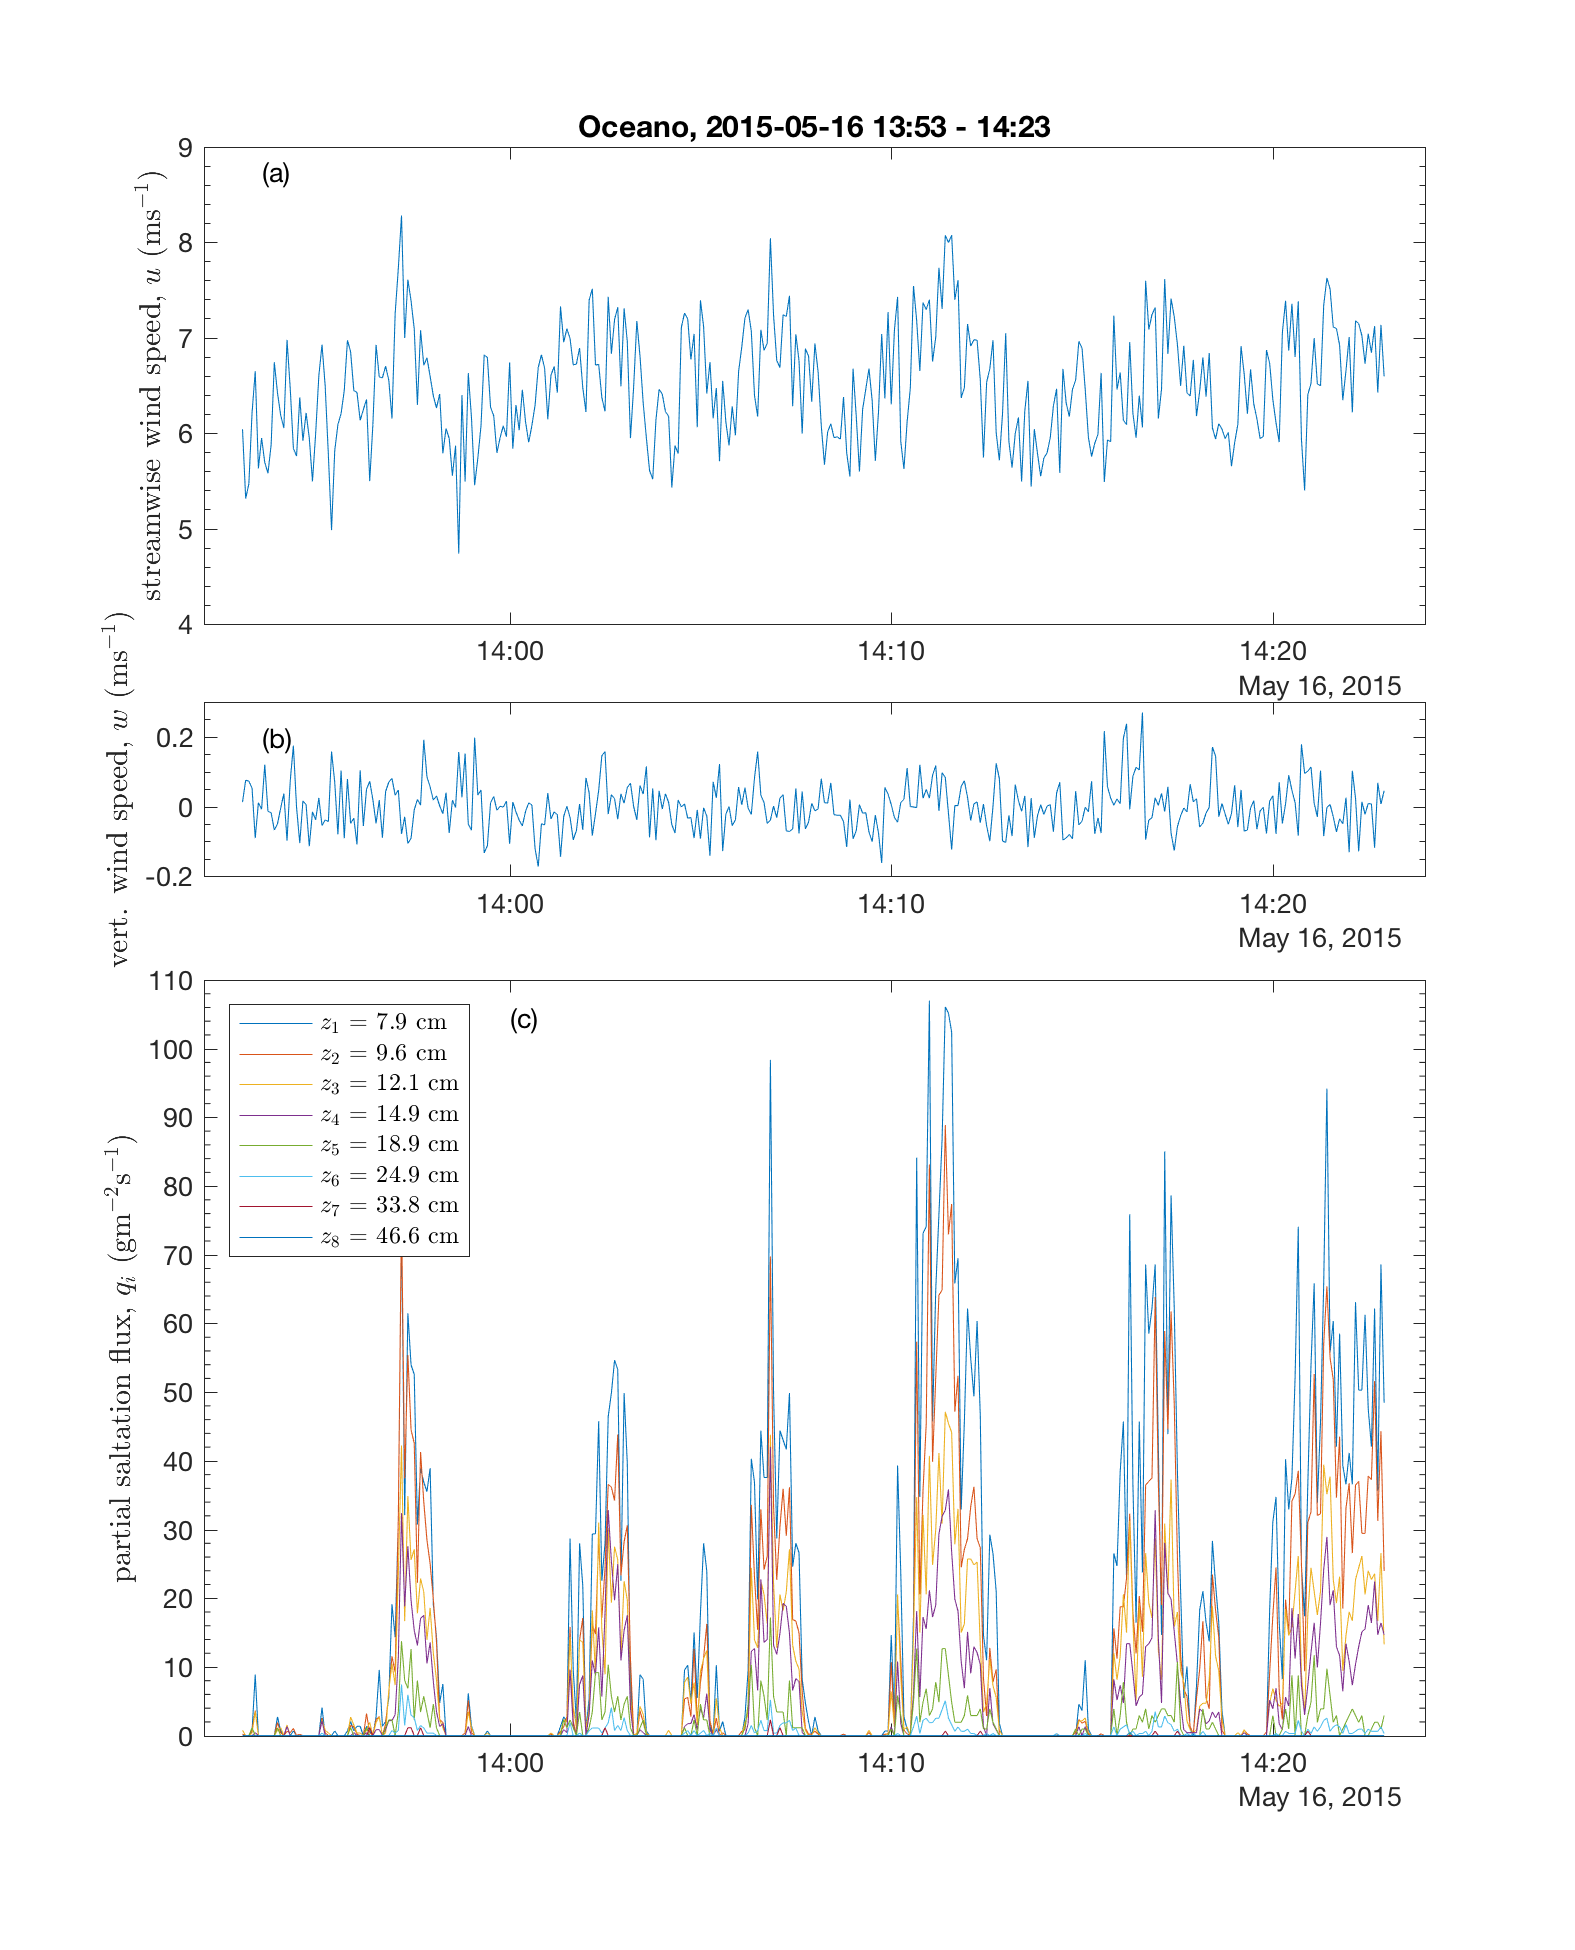 Oceano, 2015-05-16 13:53 - 14:23
9
(a)
8
7
6
5
4
streamwise wind speed, u (ms⁻¹)
14:00 14:10 14:20
May 16, 2015
0.2
(b)
0
-0.2
vert. wind speed, w (ms⁻¹)
14:00 14:10 14:20
May 16, 2015
110
(c)
100
90
80
70
60
50
40
30
20
10
0
partial saltation flux, qᵢ (gm⁻²s⁻¹)
z₁ = 7.9 cm
z₂ = 9.6 cm
z₃ = 12.1 cm
z₄ = 14.9 cm
z₅ = 18.9 cm
z₆ = 24.9 cm
z₇ = 33.8 cm
z₈ = 46.6 cm
14:00 14:10 14:20
May 16, 2015